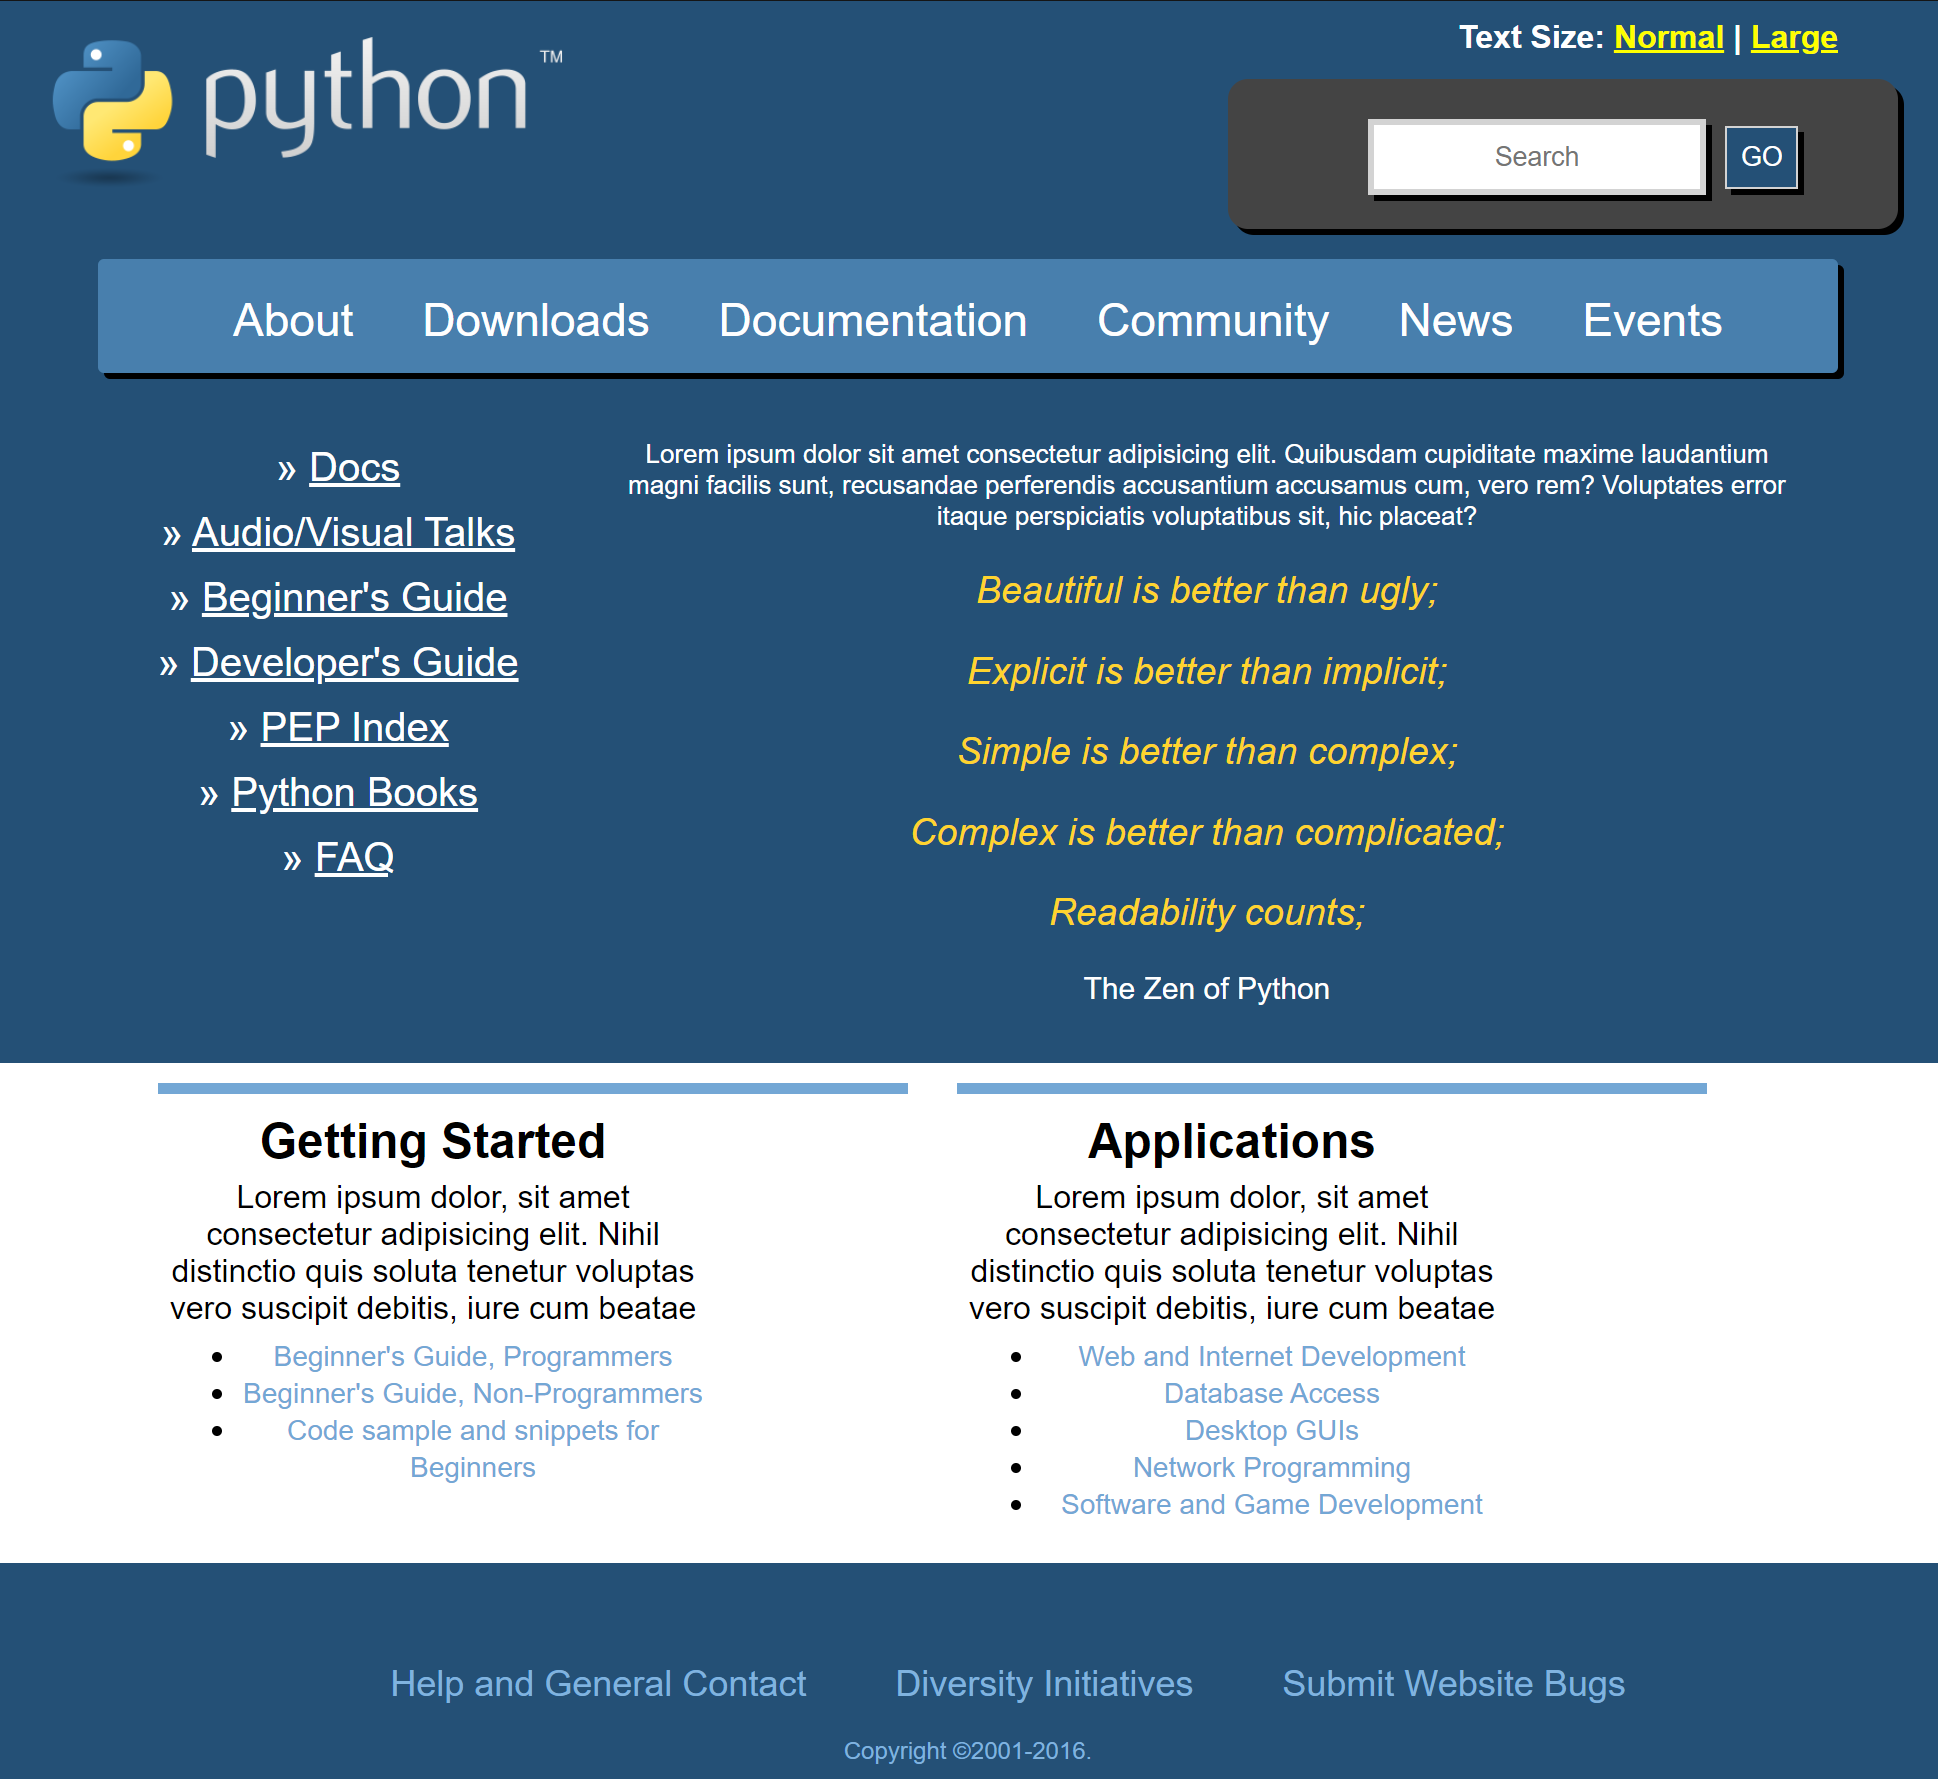 python™
Text Size: Normal | Large
Search GO
About Downloads Documentation Community News Events
» Docs
» Audio/Visual Talks
» Beginner's Guide
» Developer's Guide
» PEP Index
» Python Books
» FAQ
Lorem ipsum dolor sit amet consectetur adipisicing elit. Quibusdam cupiditate maxime laudantium
magni facilis sunt, recusandae perferendis accusantium accusamus cum, vero rem? Voluptates error
itaque perspiciatis voluptatibus sit, hic placeat?
Beautiful is better than ugly;
Explicit is better than implicit;
Simple is better than complex;
Complex is better than complicated;
Readability counts;
The Zen of Python
Getting Started
Lorem ipsum dolor, sit amet
consectetur adipisicing elit. Nihil
distinctio quis soluta tenetur voluptas
vero suscipit debitis, iure cum beatae
• Beginner's Guide, Programmers
• Beginner's Guide, Non-Programmers
• Code sample and snippets for
Beginners
Applications
Lorem ipsum dolor, sit amet
consectetur adipisicing elit. Nihil
distinctio quis soluta tenetur voluptas
vero suscipit debitis, iure cum beatae
• Web and Internet Development
• Database Access
• Desktop GUIs
• Network Programming
• Software and Game Development
Help and General Contact Diversity Initiatives Submit Website Bugs
Copyright ©2001-2016.